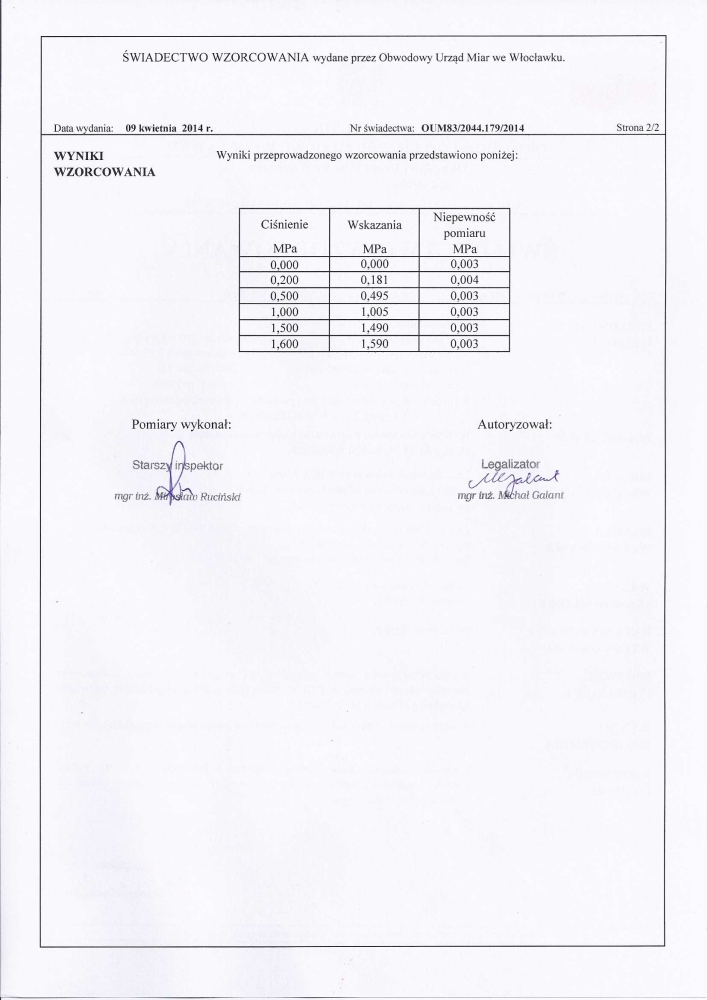 ŚWIADECTWO WZORCOWANIA wydane przez Obwodowy Urząd Miar we Włocławku.
Data wydania: 09 kwietnia 2014 r. Nr świadectwa: OUM83/2044.179/2014 Strona 2/2
WYNIKI WZORCOWANIA
Wyniki przeprowadzonego wzorcowania przedstawiono poniżej:
Ciśnienie MPa Wskazania MPa Niepewność pomiaru MPa
0,000 0,000 0,003
0,200 0,181 0,004
0,500 0,495 0,003
1,000 1,005 0,003
1,500 1,490 0,003
1,600 1,590 0,003
Pomiary wykonał: Autoryzował:
Starszy inspektor Legalizator
mgr inż. Mirosław Ruciński mgr inż. Michał Galant